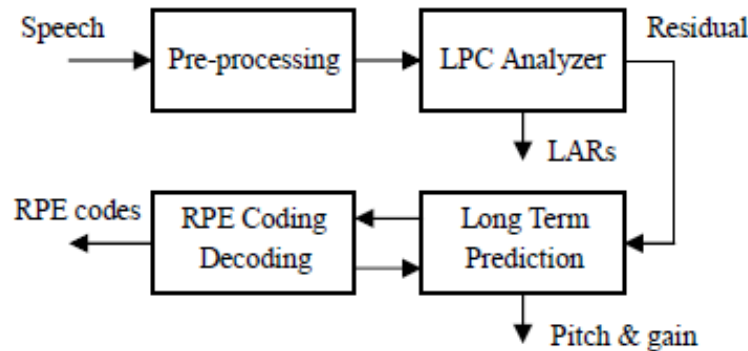 Speech
Residual
Pre-processing
LPC Analyzer
LARs
RPE codes
RPE Coding
Decoding
Long Term
Prediction
Pitch & gain